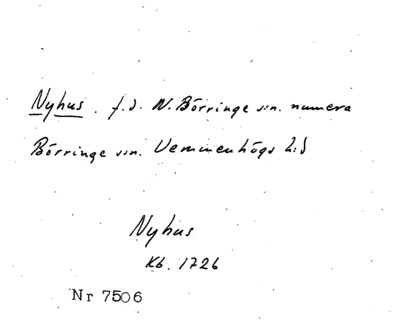 Nyhus. f.d. N. Börringe sn. numera
Börringe sn. Vemmenhögs h:d
Nyhus
Kb. 1726
Nr 7506